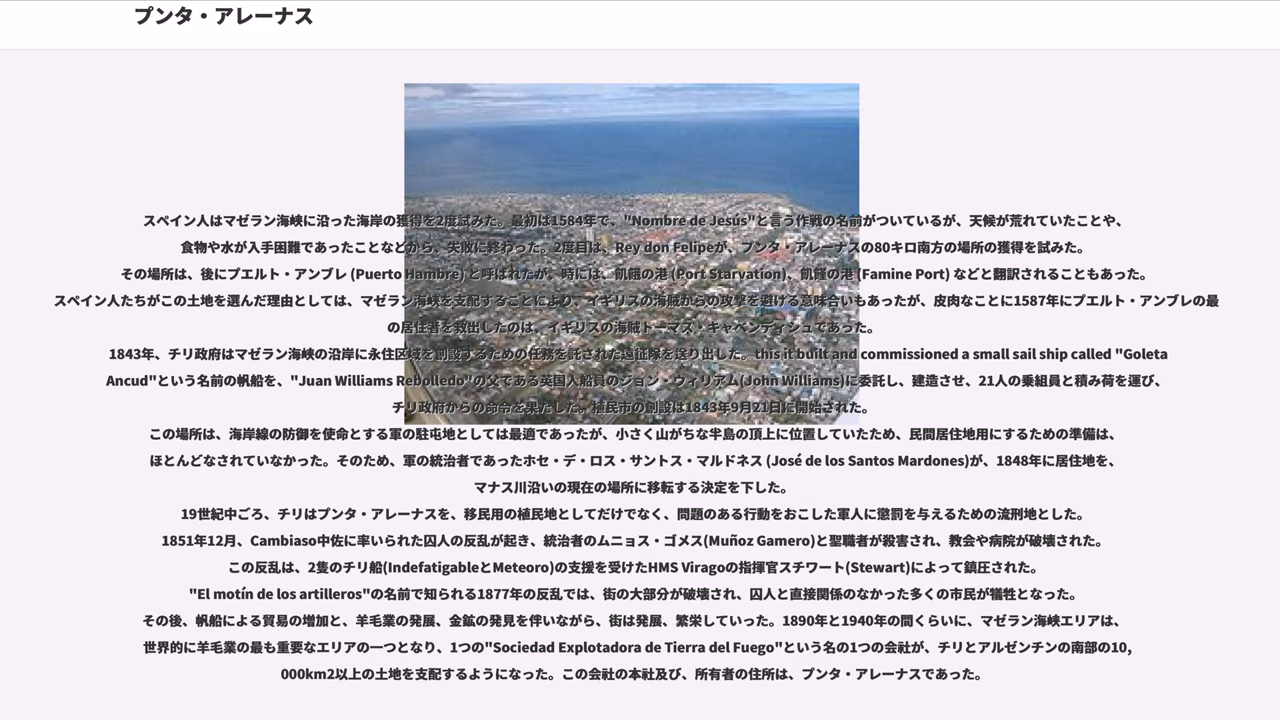 プンタ・アレーナス
スペイン人はマゼラン海峡に沿った海岸の獲得を2度試みた。最初は1584年で、"Nombre de Jesús"と言う作戦の名前がついているが、天候が荒れていたことや、
食物や水が入手困難であったことなどから、失敗に終わった。2度目は、Rey don Felipeが、プンタ・アレーナスの80キロ南方の場所の獲得を試みた。
その場所は、後にプエルト・アンブレ (Puerto Hambre) と呼ばれたが、時には、飢餓の港 (Port Starvation)、飢饉の港 (Famine Port) などと翻訳されることもあった。
スペイン人たちがこの土地を選んだ理由としては、マゼラン海峡を支配することにより、イギリスの海賊からの攻撃を避ける意味合いもあったが、皮肉なことに1587年にプエルト・アンブレの最
の居住者を救出したのは、イギリスの海賊トーマス・キャベンディシュであった。
1843年、チリ政府はマゼラン海峡の沿岸に永住区域を創設するための任務を託された遠征隊を送り出した。this it built and commissioned a small sail ship called "Goleta
Ancud"という名前の帆船を、"Juan Williams Rebolledo"の父である英国人船員のジョン・ウィリアム(John Williams)に委託し、建造させ、21人の乗組員と積み荷を運び、
チリ政府からの命令を果たした。植民市の創設は1843年9月21日に開始された。
この場所は、海岸線の防御を使命とする軍の駐屯地としては最適であったが、小さく山がちな半島の頂上に位置していたため、民間居住地用にするための準備は、
ほとんどなされていなかった。そのため、軍の統治者であったホセ・デ・ロス・サントス・マルドネス (José de los Santos Mardones)が、1848年に居住地を、
マナス川沿いの現在の場所に移転する決定を下した。
19世紀中ごろ、チリはプンタ・アレーナスを、移民用の植民地としてだけでなく、問題のある行動をおこした軍人に懲罰を与えるための流刑地とした。
1851年12月、Cambiaso中佐に率いられた囚人の反乱が起き、統治者のムニョス・ゴメス(Muñoz Gamero)と聖職者が殺害され、教会や病院が破壊された。
この反乱は、2隻のチリ船(IndefatigableとMeteoro)の支援を受けたHMS Viragoの指揮官スチワート(Stewart)によって鎮圧された。
"El motín de los artilleros"の名前で知られる1877年の反乱では、街の大部分が破壊され、囚人と直接関係のなかった多くの市民が犠牲となった。
その後、帆船による貿易の増加と、羊毛業の発展、金鉱の発見を伴いながら、街は発展、繁栄していった。1890年と1940年の間くらいに、マゼラン海峡エリアは、
世界的に羊毛業の最も重要なエリアの一つとなり、1つの"Sociedad Explotadora de Tierra del Fuego"という名の1つの会社が、チリとアルゼンチンの南部の10,
000km2以上の土地を支配するようになった。この会社の本社及び、所有者の住所は、プンタ・アレーナスであった。